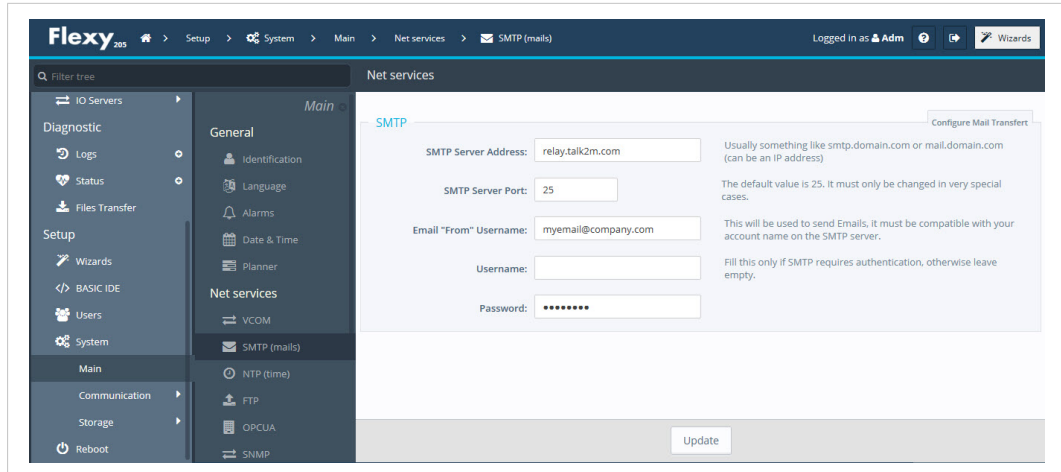 Flexy 205 > Setup > System > Main > Net services > SMTP (mails) Logged in as Adm Wizards
Filter tree
Net services
IO Servers
Diagnostic
Logs
Status
Files Transfer
Setup
Wizards
</> BASIC IDE
Users
System
Main
Communication
Storage
Reboot
Main
General
Identification
Language
Alarms
Date & Time
Planner
Net services
VCOM
SMTP (mails)
NTP (time)
FTP
OPCUA
SNMP
SMTP
Configure Mail Transfert
SMTP Server Address: relay.talk2m.com
Usually something like smtp.domain.com or mail.domain.com
(can be an IP address)
SMTP Server Port: 25
The default value is 25. It must only be changed in very special
cases.
Email "From" Username: myemail@company.com
This will be used to send Emails, it must be compatible with your
account name on the SMTP server.
Username:
Fill this only if SMTP requires authentication, otherwise leave
empty.
Password: ••••••••
Update